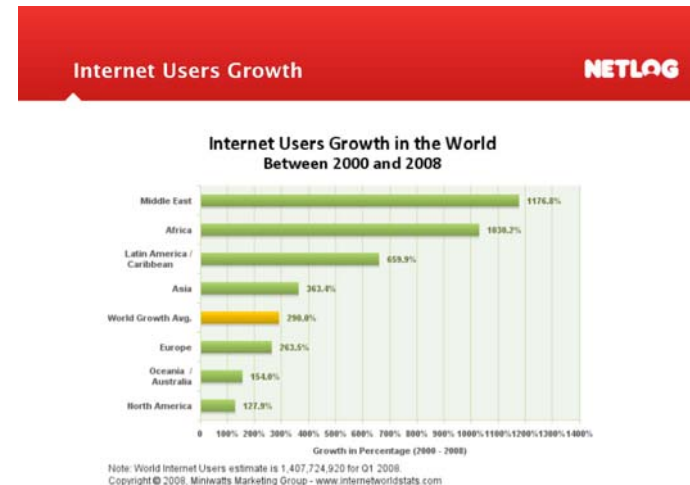 Internet Users Growth
NETLOG
Internet Users Growth in the World
Between 2000 and 2008
Middle East
1176.8%
Africa
1030.2%
Latin America /
Caribbean
659.9%
Asia
363.4%
World Growth Avg.
290.0%
Europe
263.5%
Oceania /
Australia
154.0%
North America
127.9%
0 100% 200% 300% 400% 500% 600% 700% 800% 900% 1000% 1100% 1200% 1300% 1400%
Growth in Percentage (2000 - 2008)
Note: World Internet Users estimate is 1,407,724,920 for Q1 2008.
Copyright © 2008, Miniwatts Marketing Group - www.internetworldstats.com